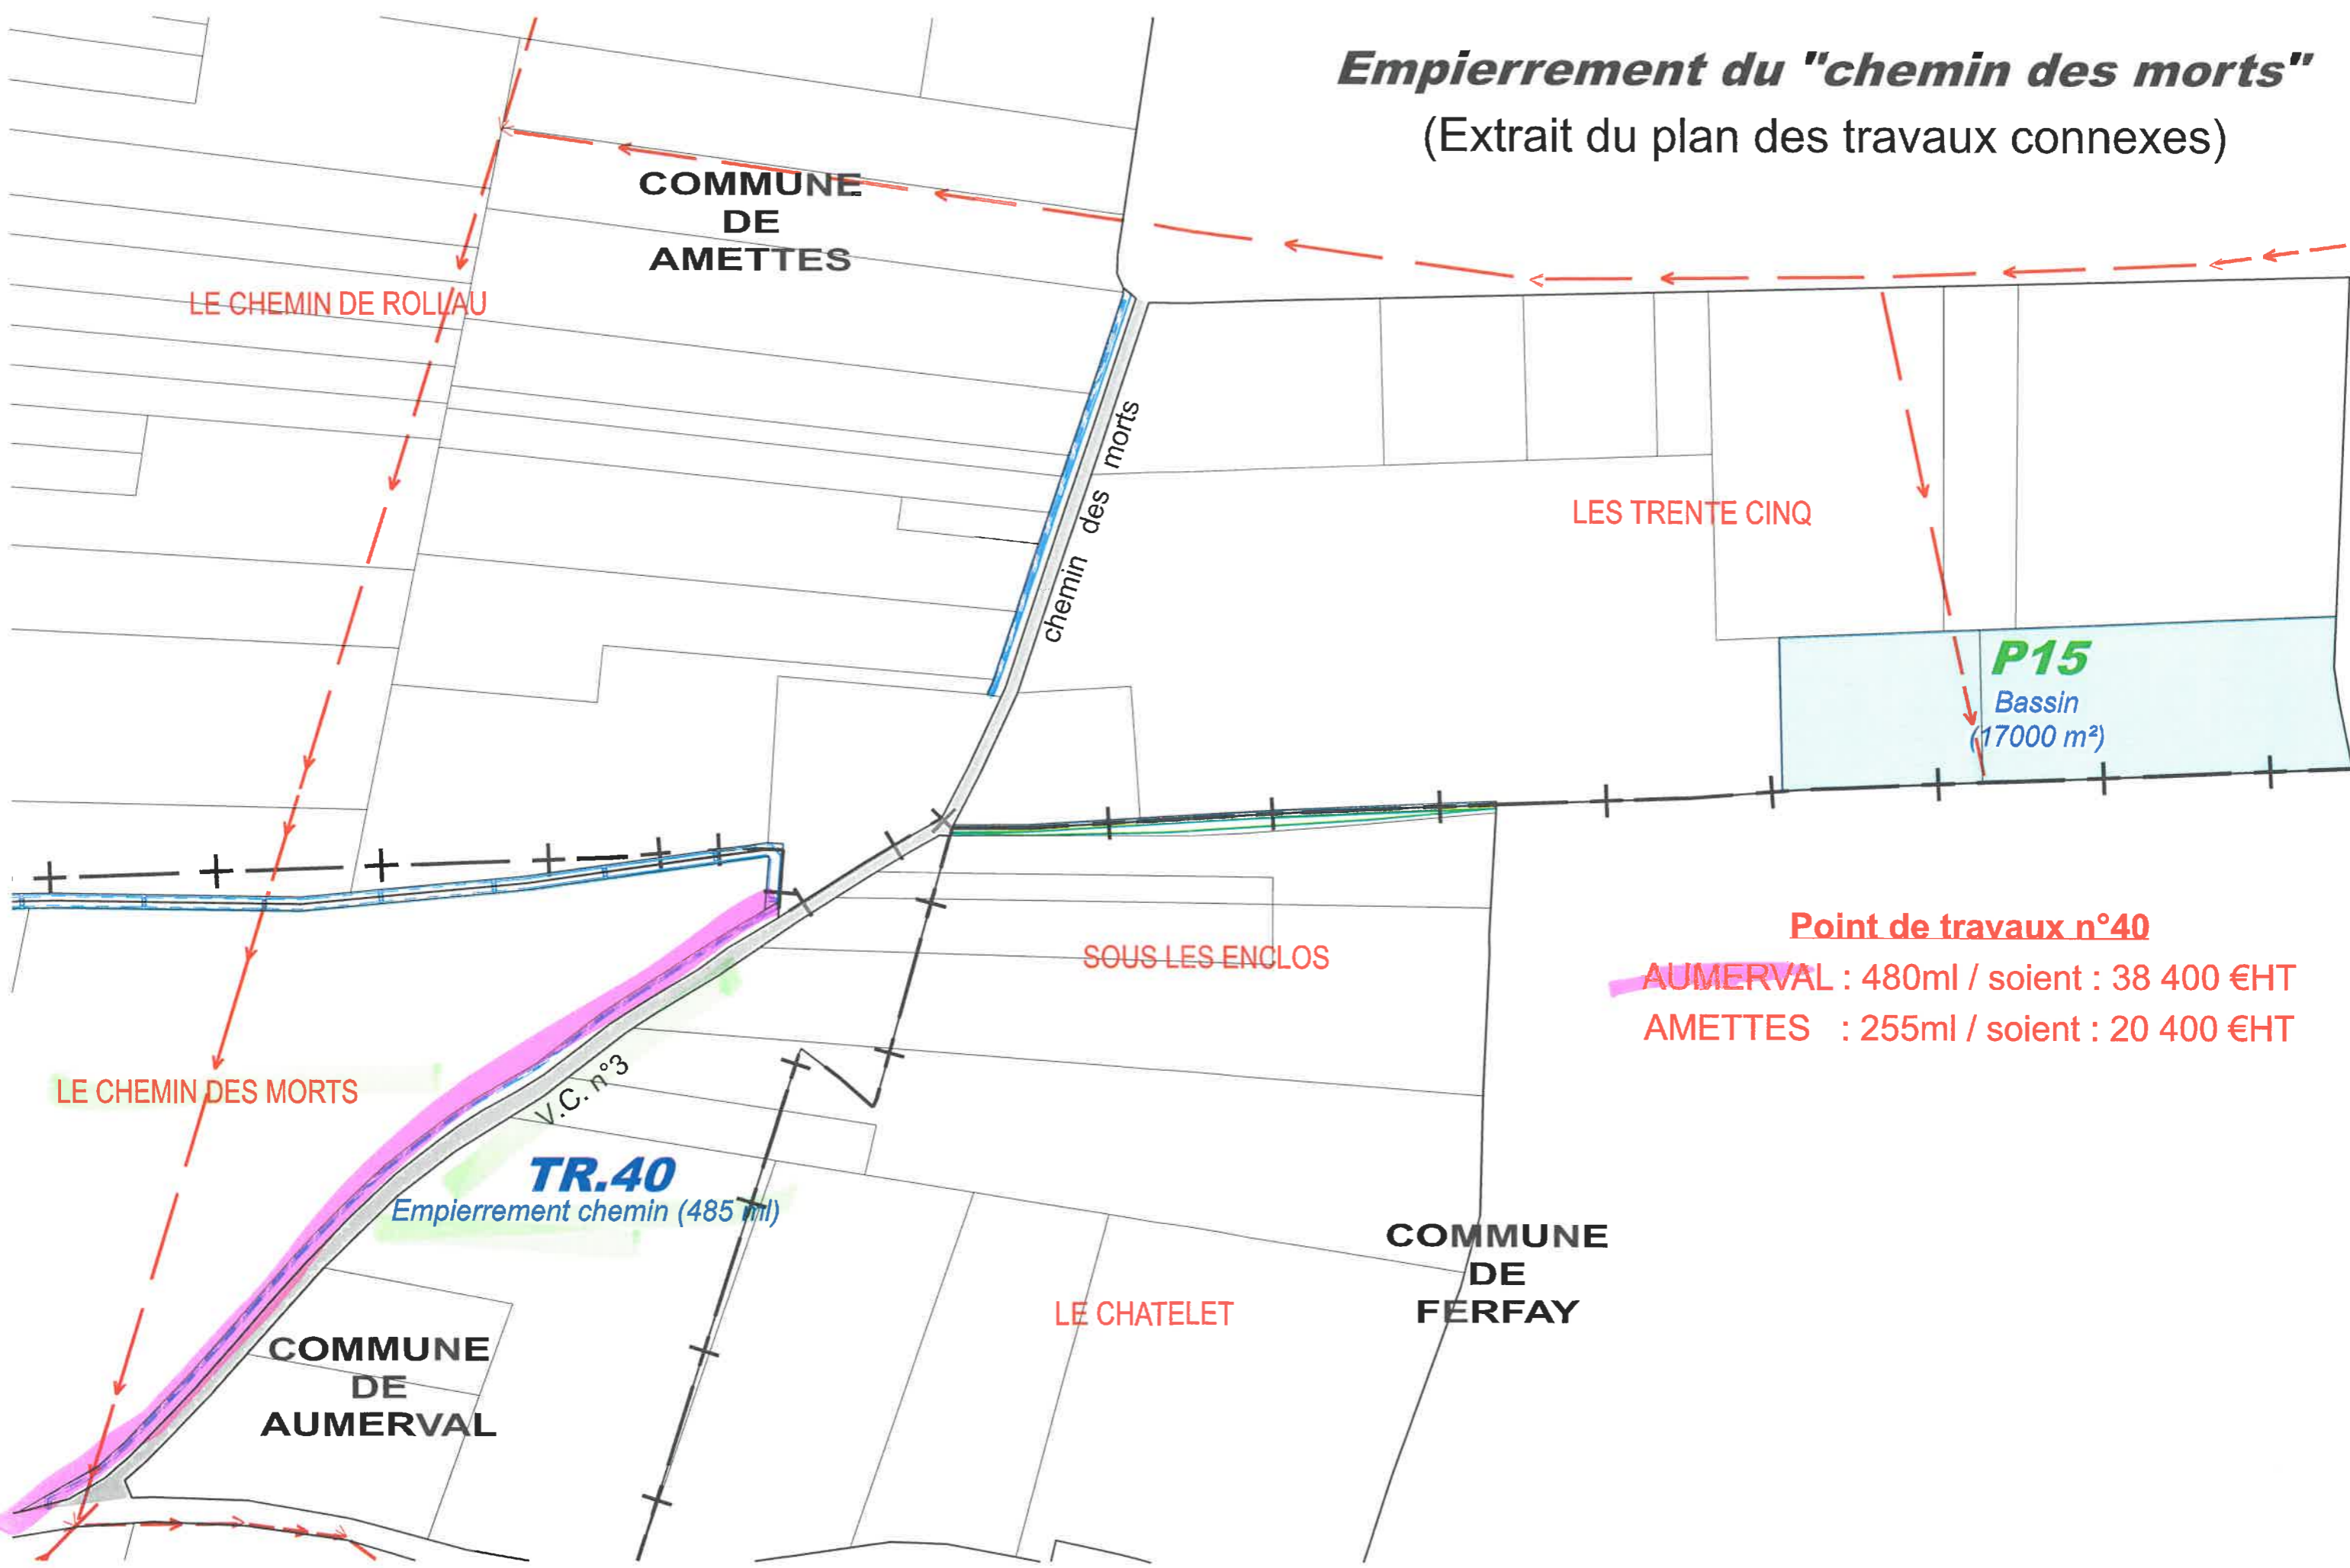 Empierrement du "chemin des morts"
(Extrait du plan des travaux connexes)
COMMUNE
DE
AMETTES
LE CHEMIN DE ROLLAU
chemin des morts
LES TRENTE CINQ
P15
Bassin
(17000 m²)
SOUS LES ENCLOS
Point de travaux n°40
AUMERVAL : 480ml / soient : 38 400 €HT
AMETTES : 255ml / soient : 20 400 €HT
LE CHEMIN DES MORTS
V.C. n°3
TR.40
Empierrement chemin (485 ml)
COMMUNE
DE
FERFAY
LE CHATELET
COMMUNE
DE
AUMERVAL